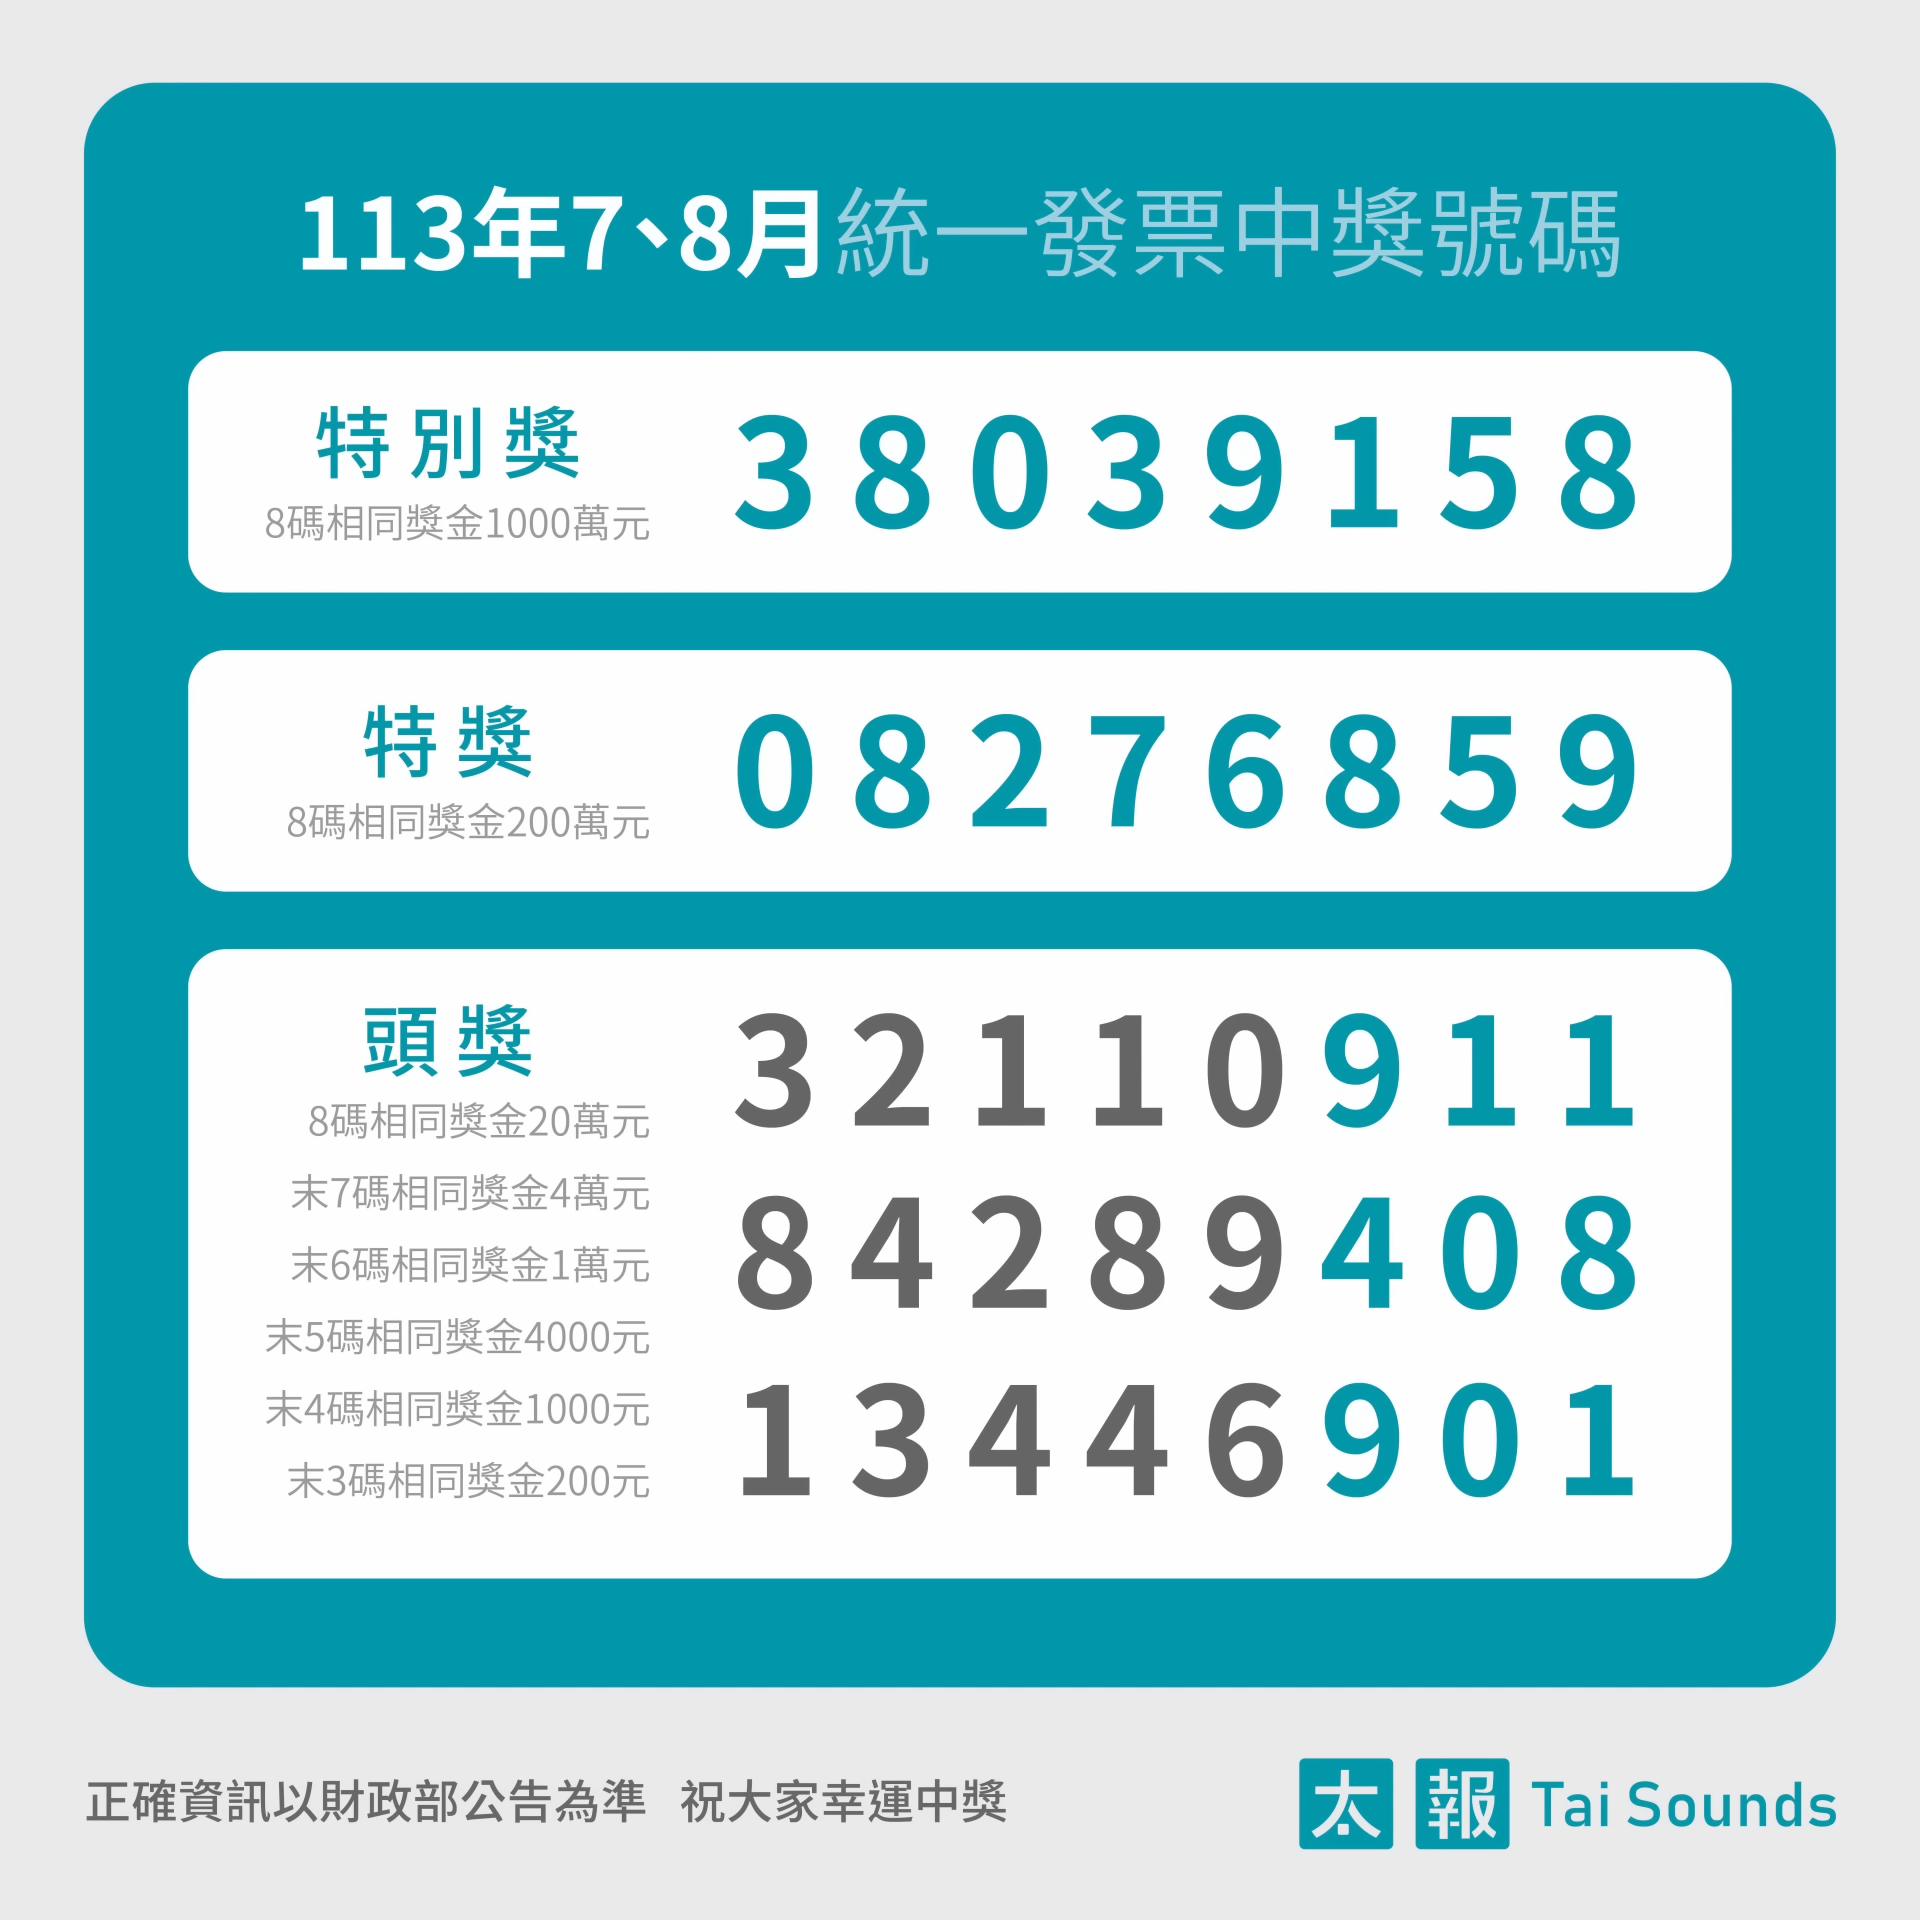 113年7、8月統一發票中獎號碼
特別獎
8碼相同獎金1000萬元
38039158
特獎
8碼相同獎金200萬元
08276859
頭獎
8碼相同獎金20萬元
末7碼相同獎金4萬元
末6碼相同獎金1萬元
末5碼相同獎金4000元
末4碼相同獎金1000元
末3碼相同獎金200元
32110911
84289408
13446901
正確資訊以財政部公告為準 祝大家幸運中獎
太報 Tai Sounds